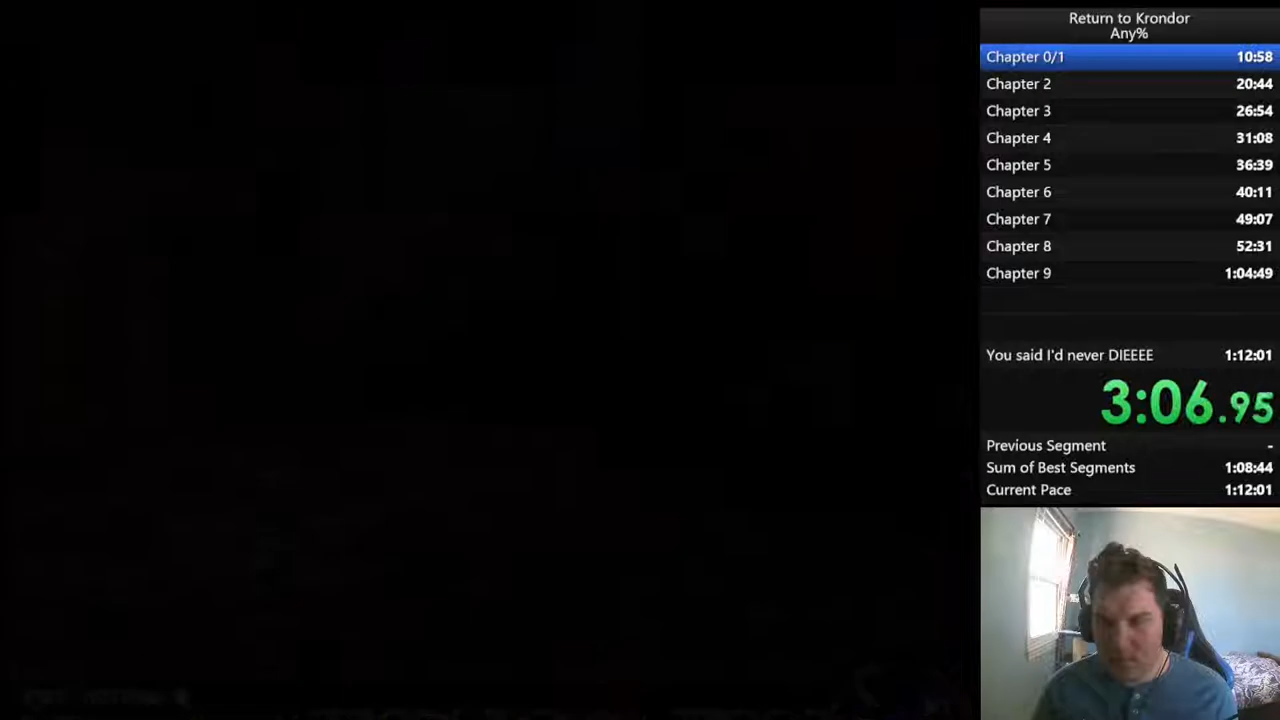 Return to Krondor
Any%
Chapter 0/1 10:58
Chapter 2 20:44
Chapter 3 26:54
Chapter 4 31:08
Chapter 5 36:39
Chapter 6 40:11
Chapter 7 49:07
Chapter 8 52:31
Chapter 9 1:04:49
You said I'd never DIEEEE 1:12:01
3:06.95
Previous Segment -
Sum of Best Segments 1:08:44
Current Pace 1:12:01